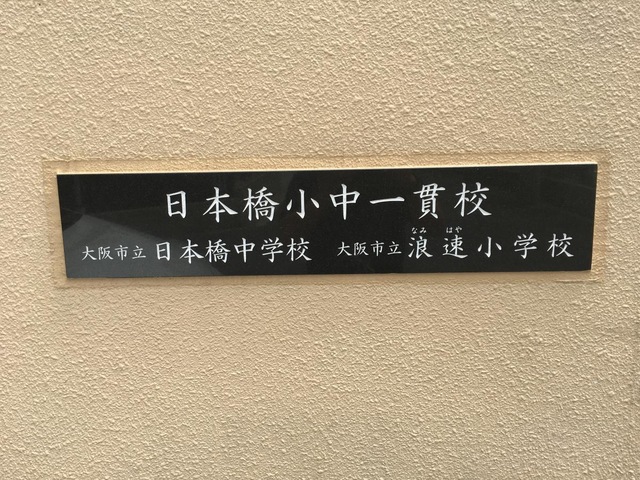 日本橋小中一貫校
大阪市立日本橋中学校 大阪市立浪速小学校
なみ はや